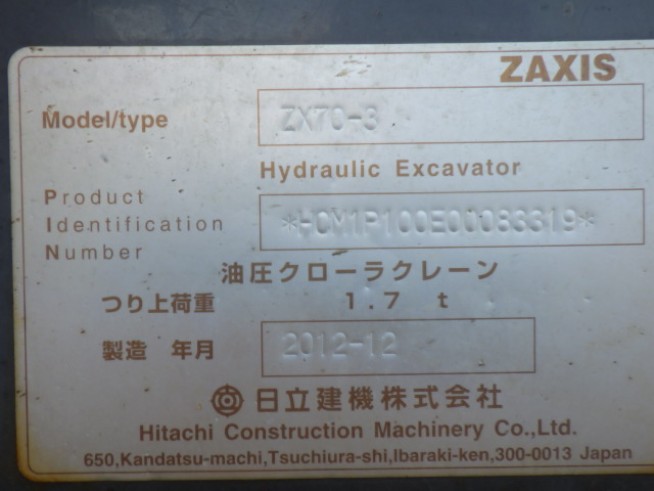 ZAXIS
Model/type ZX70-3
Hydraulic Excavator
Product
Identification *HCM1P100E00063319*
Number
油圧クローラクレーン
つり上荷重 1.7 t
製造 年月 2012-12
日立建機株式会社
Hitachi Construction Machinery Co.,Ltd.
650,Kandatsu-machi,Tsuchiura-shi,Ibaraki-ken,300-0013 Japan